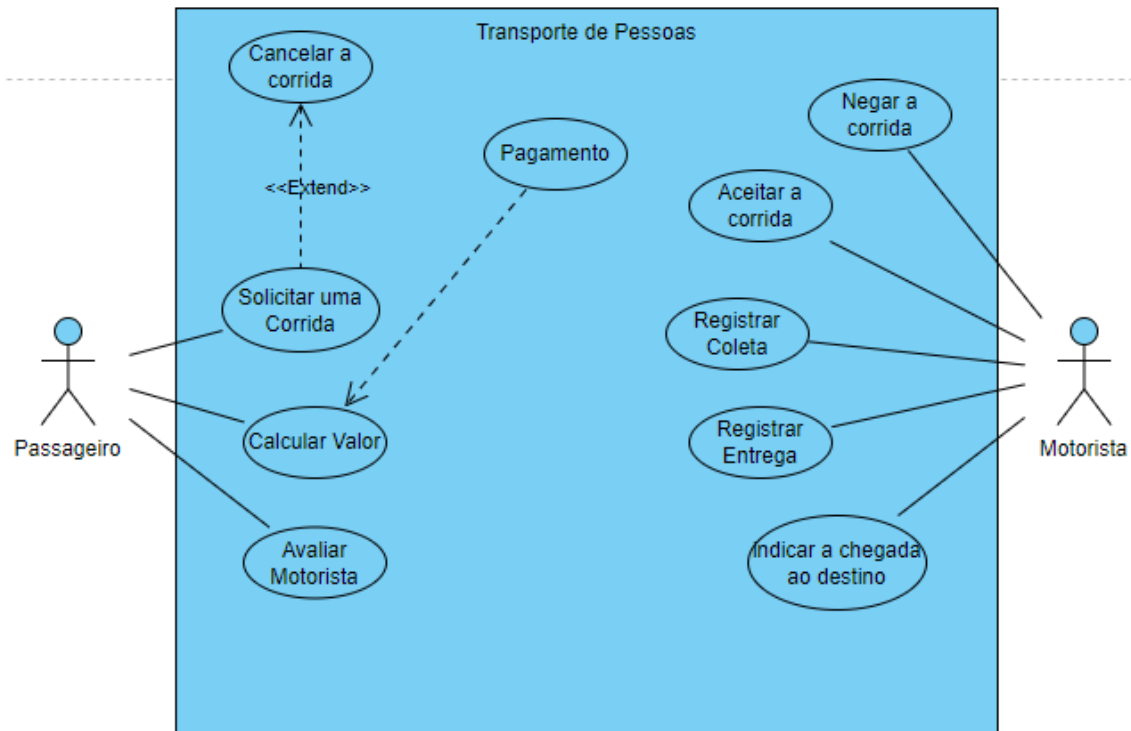 Transporte de Pessoas
Cancelar a
corrida
Negar a
corrida
Pagamento
<<Extend>>
Aceitar a
corrida
Solicitar uma
Corrida
Registrar
Coleta
Passageiro
Calcular Valor
Registrar
Entrega
Motorista
Avaliar
Motorista
Indicar a chegada
ao destino